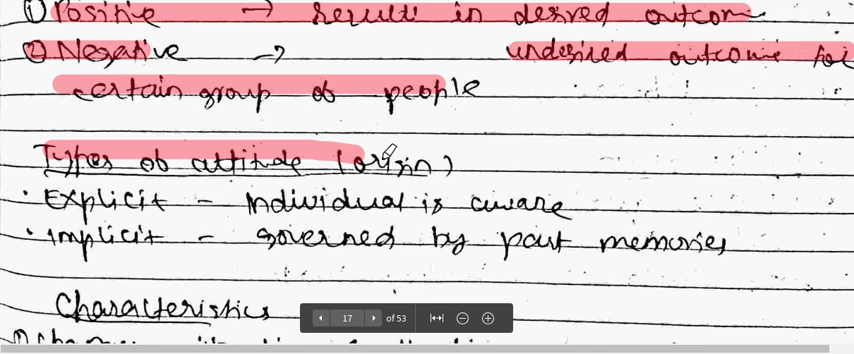 ① Positive → Result in desired outcom
② Negative → undesired outcome for
certain group of people
Types of attitude (origin)
· Explicit - Individual is aware
· Implicit - Governed by past memories
Characteristics
17 of 53